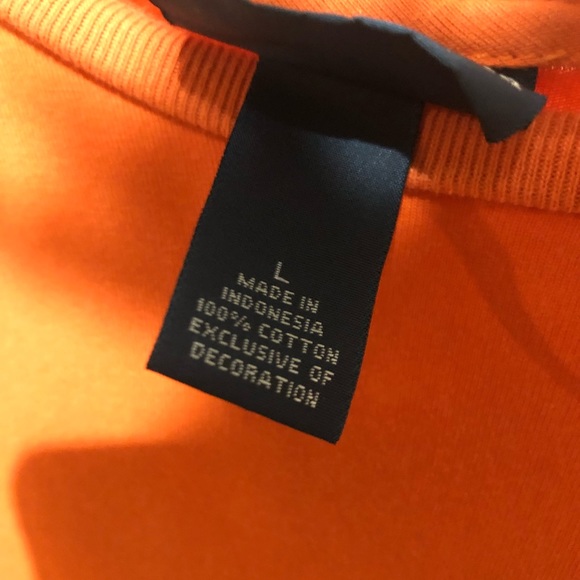 L
MADE IN
INDONESIA
100% COTTON
EXCLUSIVE OF
DECORATION